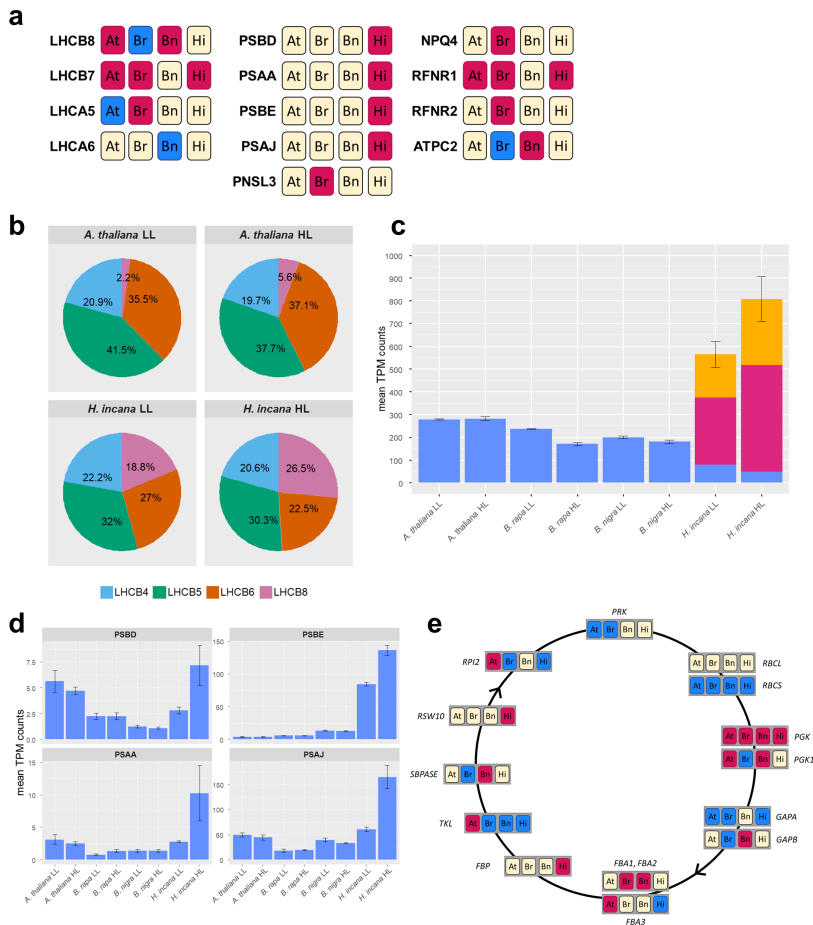 a
LHCB8 At Br Bn Hi
LHCB7 At Br Bn Hi
LHCA5 At Br Bn Hi
LHCA6 At Br Bn Hi
PSBD At Br Bn Hi
PSAA At Br Bn Hi
PSBE At Br Bn Hi
PSAJ At Br Bn Hi
PNSL3 At Br Bn Hi
NPQ4 At Br Bn Hi
RFNR1 At Br Bn Hi
RFNR2 At Br Bn Hi
ATPC2 At Br Bn Hi
b
A. thaliana LL
2.2%
20.9%
35.5%
41.5%
A. thaliana HL
5.6%
19.7%
37.1%
37.7%
H. incana LL
18.8%
22.2%
27%
32%
H. incana HL
20.6%
26.5%
30.3%
22.5%
LHCB4 LHCB5 LHCB6 LHCB8
c
mean TPM counts
1000
900
800
700
600
500
400
300
200
100
0
A. thaliana LL
A. thaliana HL
B. rapa LL
B. rapa HL
B. nigra LL
B. nigra HL
H. incana LL
H. incana HL
d
mean TPM counts
PSBD
7.5
5.0
2.5
0.0
PSBE
150
100
50
0
PSAA
15
10
5
0
PSAJ
150
100
50
0
A. thaliana LL
A. thaliana HL
B. rapa LL
B. rapa HL
B. nigra LL
B. nigra HL
H. incana LL
H. incana HL
A. thaliana LL
A. thaliana HL
B. rapa LL
B. rapa HL
B. nigra LL
B. nigra HL
H. incana LL
H. incana HL
e
PRK
At Br Bn Hi
At Br Bn Hi RBCL
At Br Bn Hi RBCS
At Br Bn Hi PGK
At Br Bn Hi PGK1
At Br Bn Hi GAPA
At Br Bn Hi GAPB
FBA1, FBA2
At Br Bn Hi
At Br Bn Hi
FBA3
FBP At Br Bn Hi
TKL At Br Bn Hi
SBPASE At Br Bn Hi
RSW10 At Br Bn Hi
RPI2 At Br Bn Hi